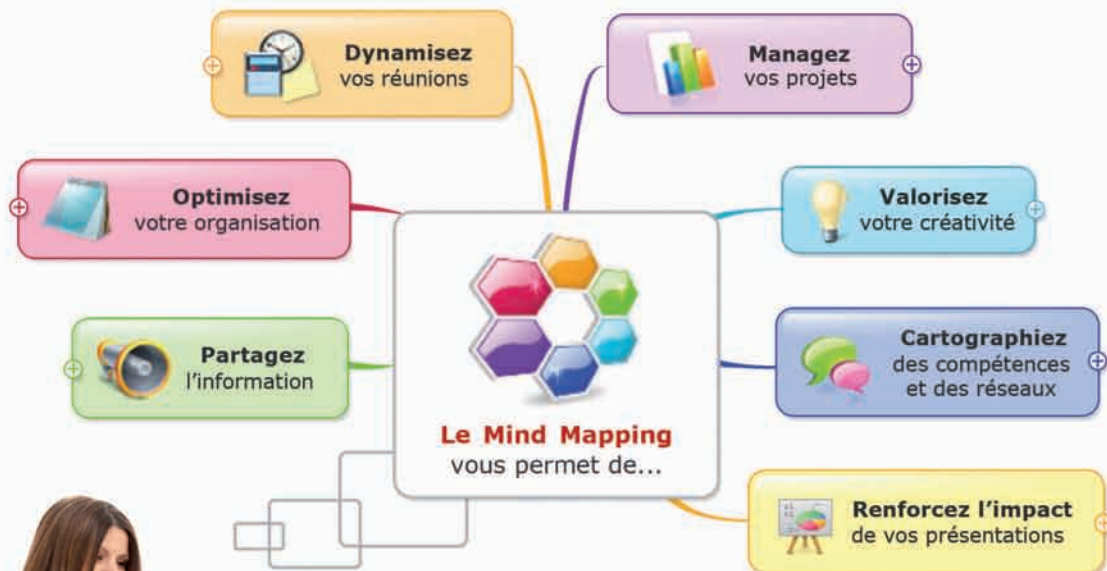 Dynamisez
vos réunions
Managez
vos projets
Optimisez
votre organisation
Valorisez
votre créativité
Partagez
l'information
Cartographiez
des compétences
et des réseaux
Le Mind Mapping
vous permet de...
Renforcez l'impact
de vos présentations